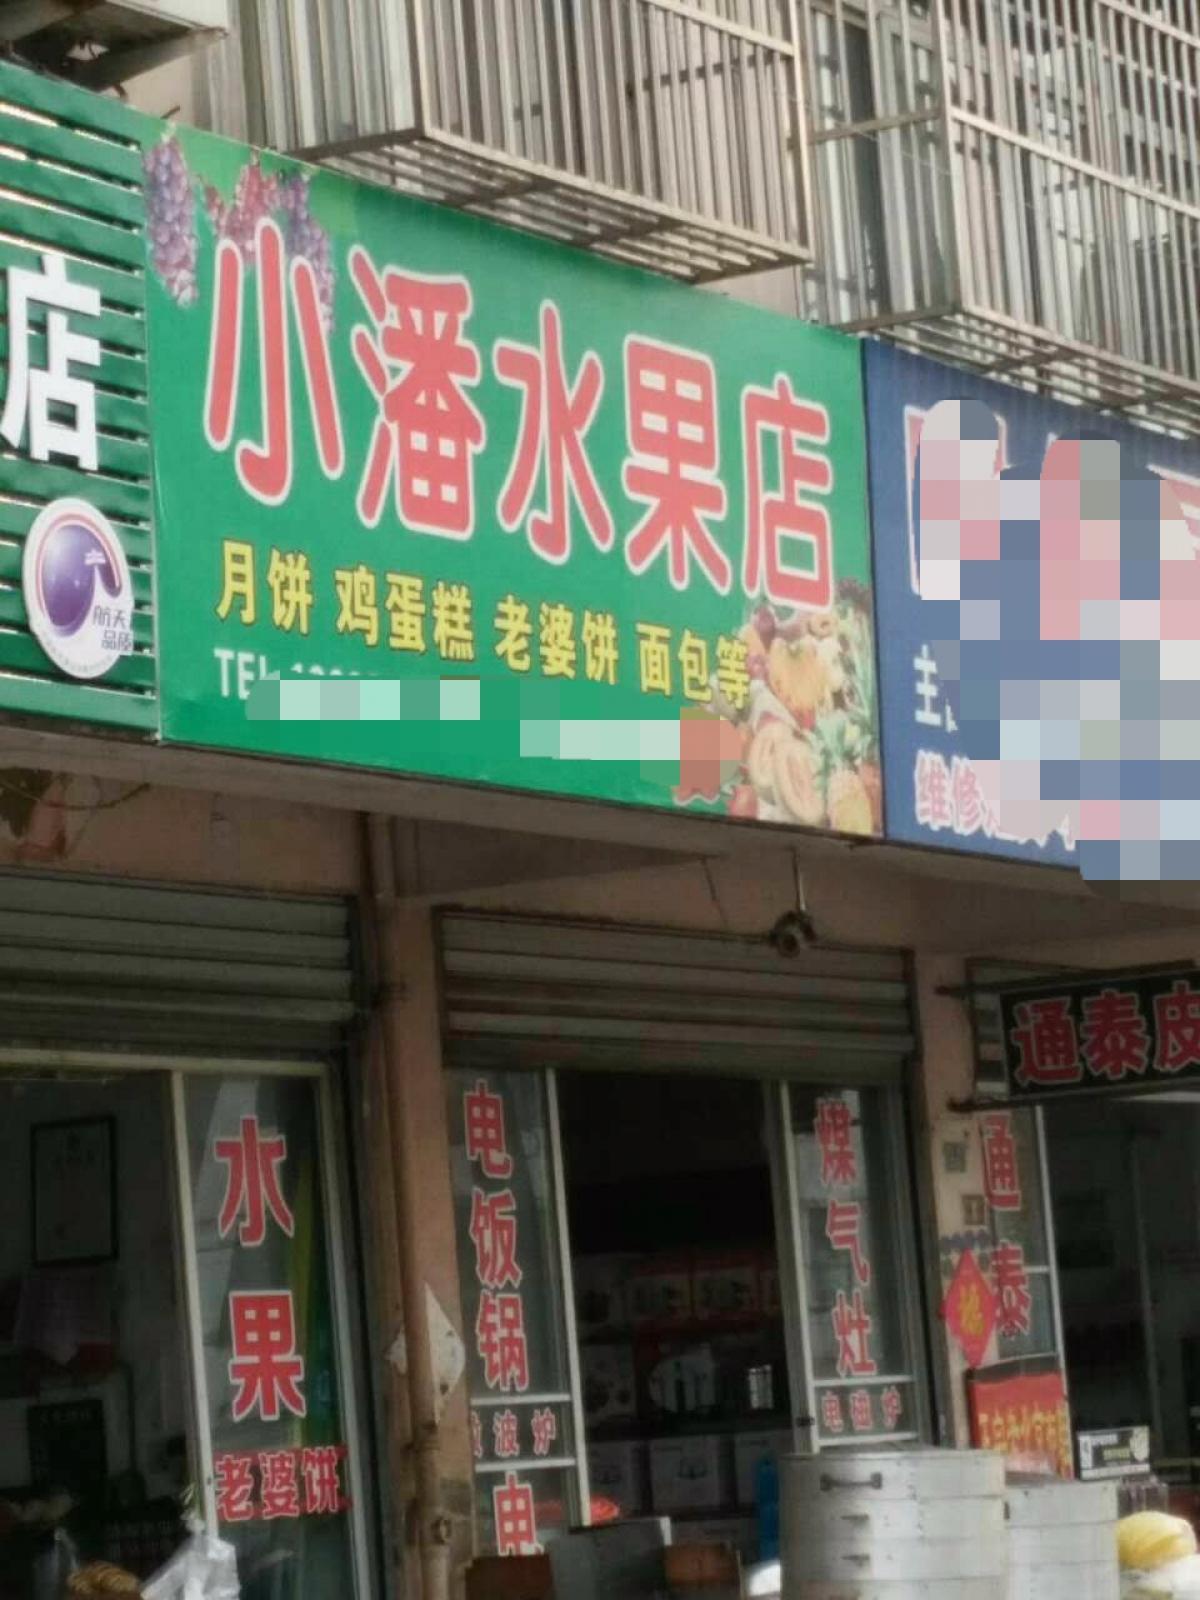 店
航天
品质
小潘水果店
月饼 鸡蛋糕 老婆饼 面包等
TEL
主
维修
通泰皮
水果
老婆饼
电饭锅
微波炉
电
煤气灶
电磁炉
通泰